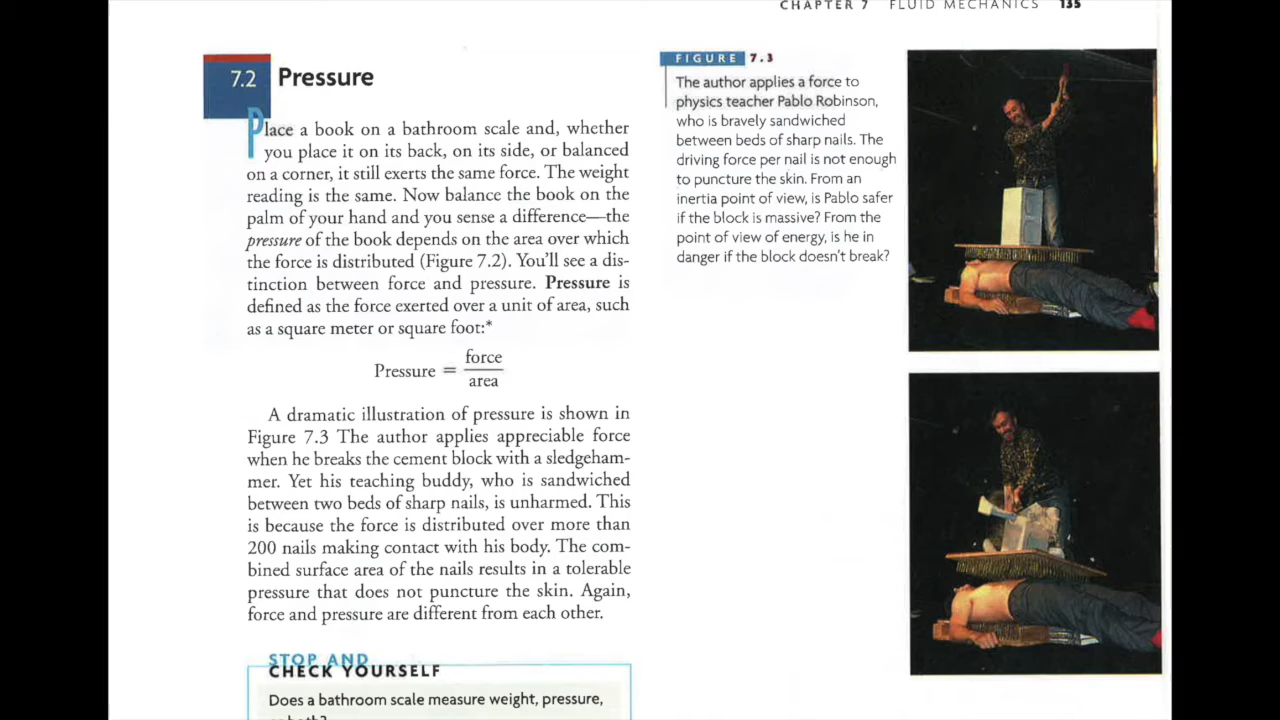 CHAPTER 7 FLUID MECHANICS 135
7.2 Pressure
Place a book on a bathroom scale and, whether
you place it on its back, on its side, or balanced
on a corner, it still exerts the same force. The weight
reading is the same. Now balance the book on the
palm of your hand and you sense a difference—the
pressure of the book depends on the area over which
the force is distributed (Figure 7.2). You'll see a dis-
tinction between force and pressure. Pressure is
defined as the force exerted over a unit of area, such
as a square meter or square foot:*
Pressure = force
area
A dramatic illustration of pressure is shown in
Figure 7.3 The author applies appreciable force
when he breaks the cement block with a sledgeham-
mer. Yet his teaching buddy, who is sandwiched
between two beds of sharp nails, is unharmed. This
is because the force is distributed over more than
200 nails making contact with his body. The com-
bined surface area of the nails results in a tolerable
pressure that does not puncture the skin. Again,
force and pressure are different from each other.
STOP AND
CHECK YOURSELF
Does a bathroom scale measure weight, pressure,
or both?
FIGURE 7.3
The author applies a force to
physics teacher Pablo Robinson,
who is bravely sandwiched
between beds of sharp nails. The
driving force per nail is not enough
to puncture the skin. From an
inertia point of view, is Pablo safer
if the block is massive? From the
point of view of energy, is he in
danger if the block doesn't break?